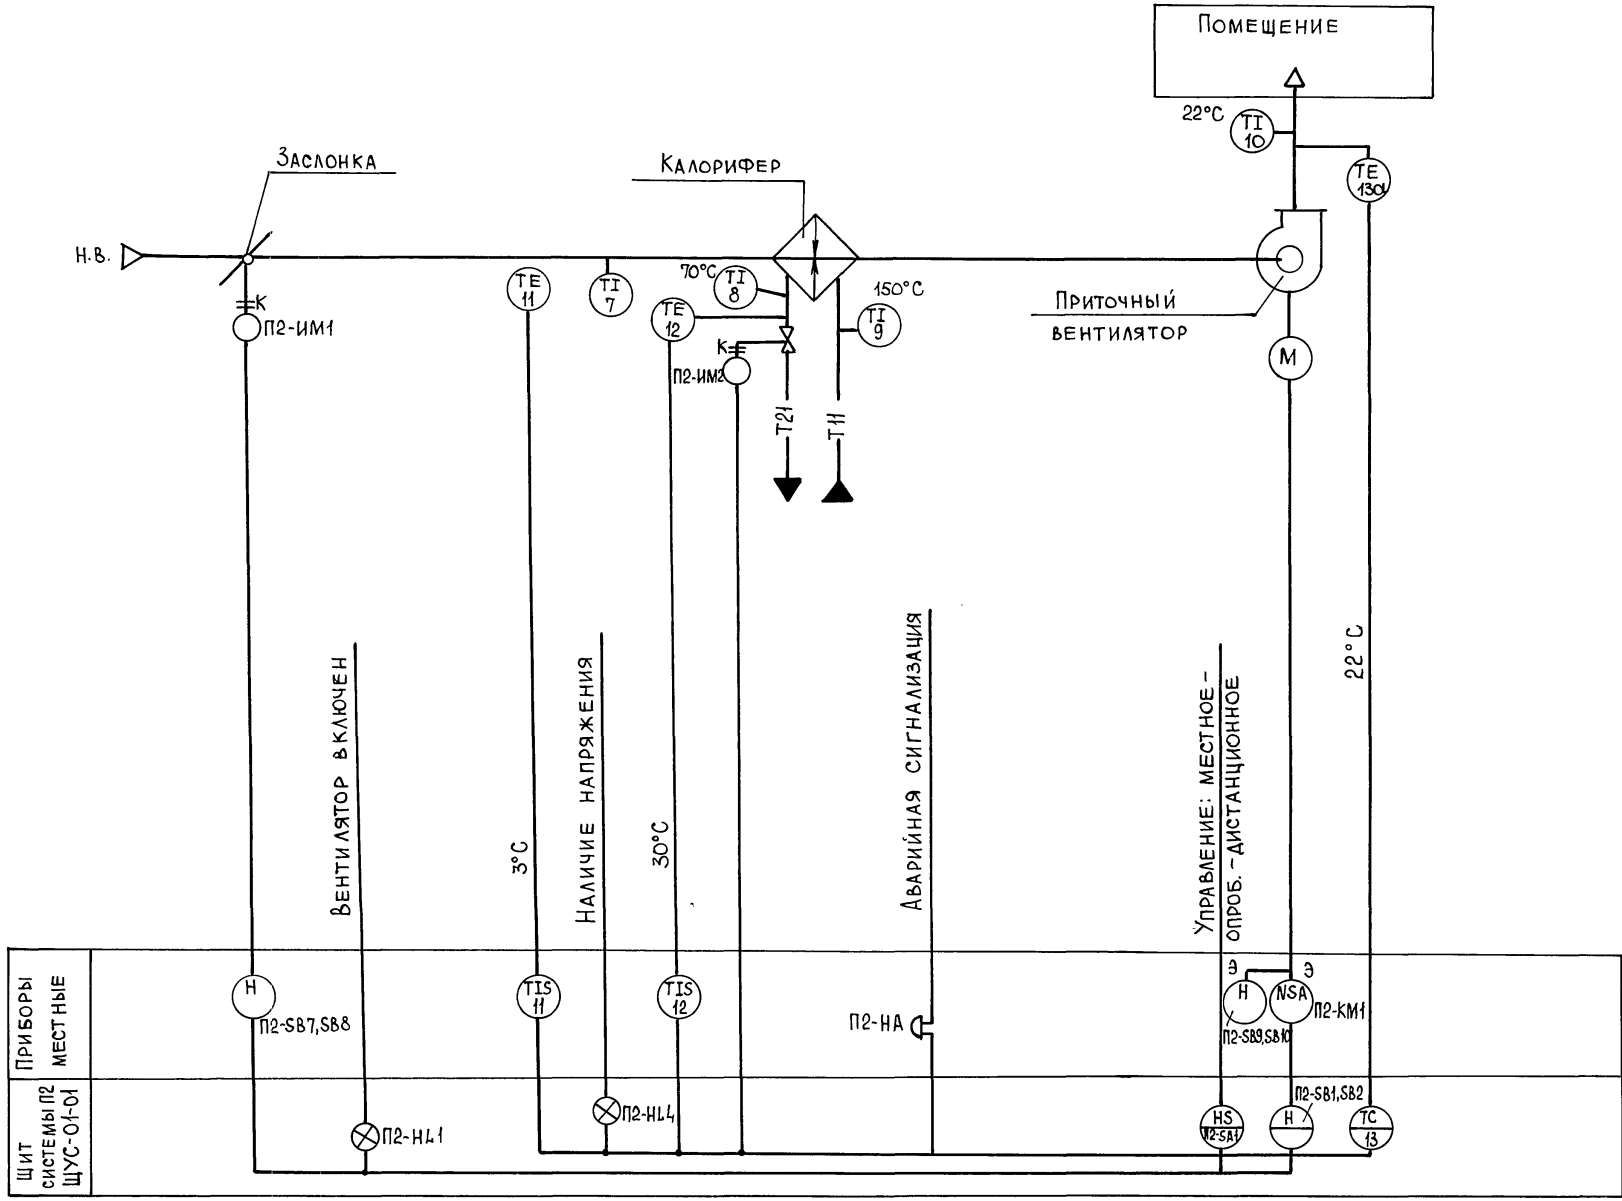 Помещение
22°С
TI
10
TE
13а
Заслонка
Калорифер
Н.В.
К
П2-ИМ1
TE
11
TI
7
70°С
TI
8
TE
12
К
П2-ИМ2
150°С
TI
9
Т21
Т11
Приточный
вентилятор
М
Вентилятор включен
3°С
Наличие напряжения
30°С
Аварийная сигнализация
Управление: местное-
опроб.-дистанционное
22°С
Приборы
местные
H
П2-SB7,SB8
TIS
11
TIS
12
П2-НА
Э
Э
H
NSA
П2-КМ1
П2-SB9,SB10
Щит
системы П2
ЩУС-01-01
П2-HL1
П2-HL4
HS
П2-SA1
П2-SB1,SB2
H
TC
13